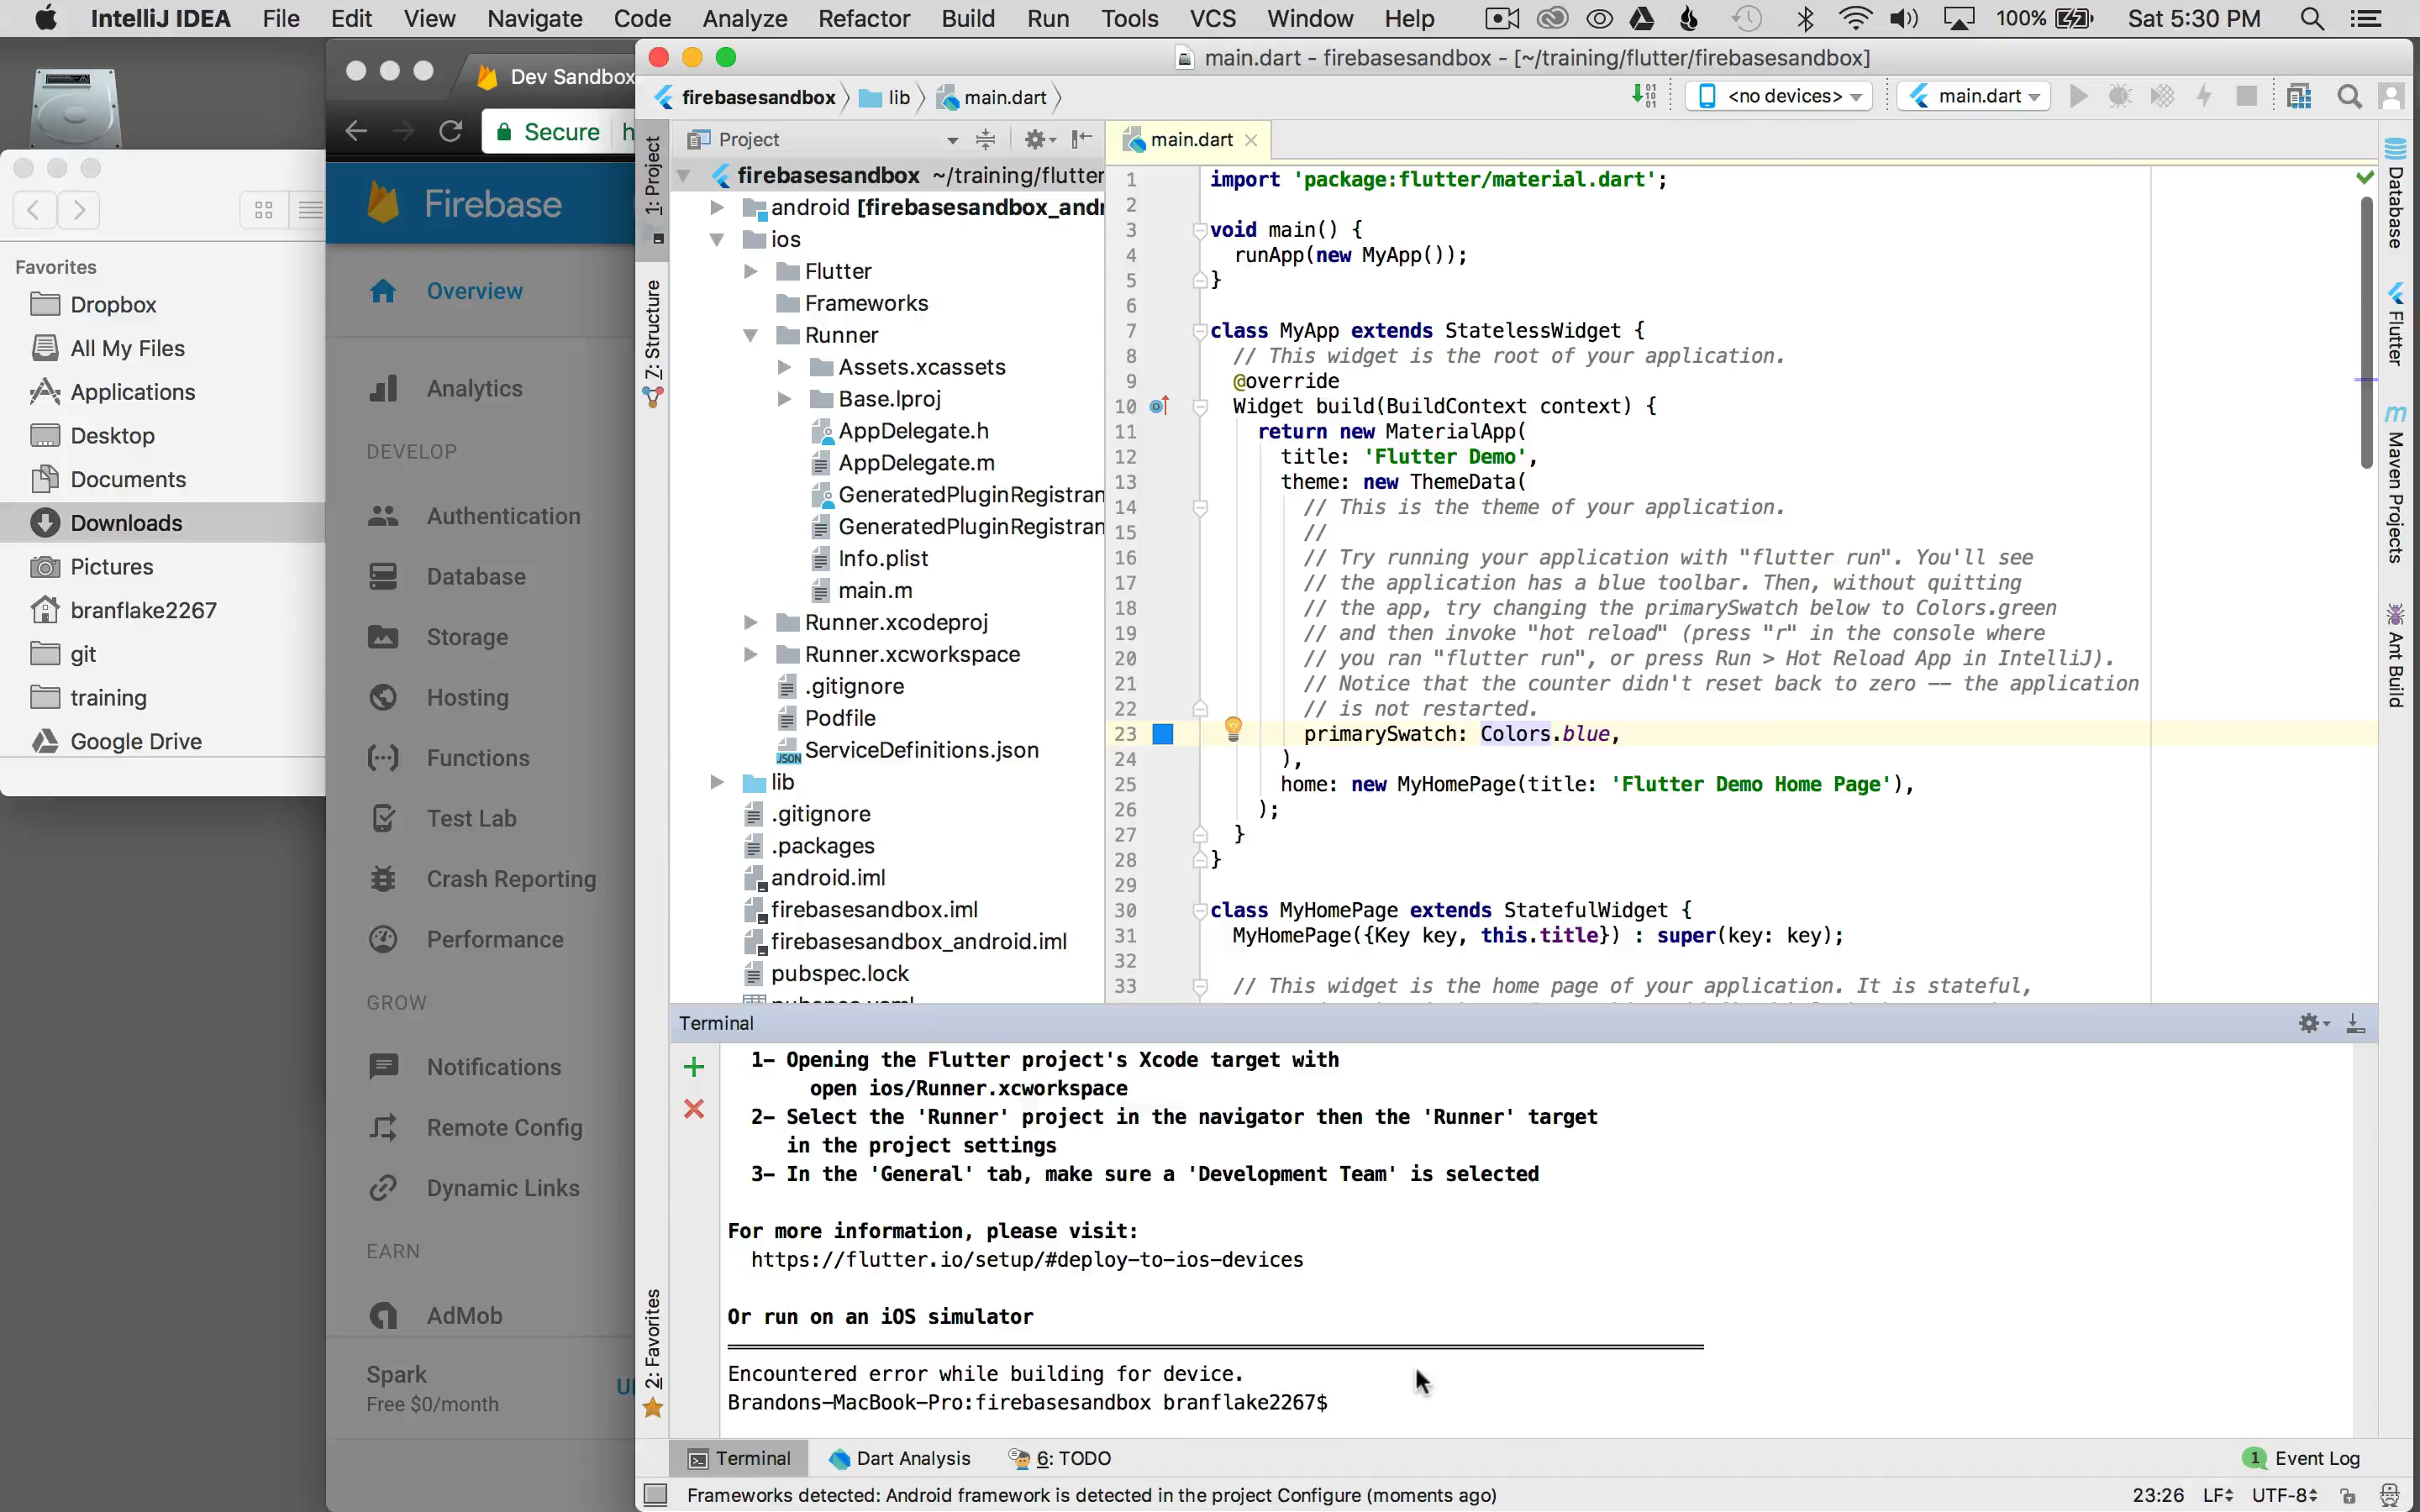 IntelliJ IDEA File Edit View Navigate Code Analyze Refactor Build Run Tools VCS Window Help 100% Sat 5:30 PM
Favorites
Dropbox
All My Files
Applications
Desktop
Documents
Downloads
Pictures
branflake2267
git
training
Google Drive
Dev Sandbox
Secure h
Firebase
Overview
Analytics
DEVELOP
Authentication
Database
Storage
Hosting
Functions
Test Lab
Crash Reporting
Performance
GROW
Notifications
Remote Config
Dynamic Links
EARN
AdMob
Spark
Free $0/month
main.dart - firebasesandbox - [~/training/flutter/firebasesandbox]
firebasesandbox lib main.dart
<no devices> main.dart
1: Project
7: Structure
2: Favorites
Project
firebasesandbox ~/training/flutter
android [firebasesandbox_andr
ios
Flutter
Frameworks
Runner
Assets.xcassets
Base.lproj
AppDelegate.h
AppDelegate.m
GeneratedPluginRegistran
GeneratedPluginRegistran
Info.plist
main.m
Runner.xcodeproj
Runner.xcworkspace
.gitignore
Podfile
ServiceDefinitions.json
lib
.gitignore
.packages
android.iml
firebasesandbox.iml
firebasesandbox_android.iml
pubspec.lock
main.dart
1 import 'package:flutter/material.dart';
2
3 void main() {
4 runApp(new MyApp());
5 }
6
7 class MyApp extends StatelessWidget {
8 // This widget is the root of your application.
9 @override
10 Widget build(BuildContext context) {
11 return new MaterialApp(
12 title: 'Flutter Demo',
13 theme: new ThemeData(
14 // This is the theme of your application.
15 //
16 // Try running your application with "flutter run". You'll see
17 // the application has a blue toolbar. Then, without quitting
18 // the app, try changing the primarySwatch below to Colors.green
19 // and then invoke "hot reload" (press "r" in the console where
20 // you ran "flutter run", or press Run > Hot Reload App in IntelliJ).
21 // Notice that the counter didn't reset back to zero -- the application
22 // is not restarted.
23 primarySwatch: Colors.blue,
24 ),
25 home: new MyHomePage(title: 'Flutter Demo Home Page'),
26 );
27 }
28 }
29
30 class MyHomePage extends StatefulWidget {
31 MyHomePage({Key key, this.title}) : super(key: key);
32
33 // This widget is the home page of your application. It is stateful,
Database
Flutter
Maven Projects
Ant Build
Terminal
1- Opening the Flutter project's Xcode target with
open ios/Runner.xcworkspace
2- Select the 'Runner' project in the navigator then the 'Runner' target
in the project settings
3- In the 'General' tab, make sure a 'Development Team' is selected
For more information, please visit:
https://flutter.io/setup/#deploy-to-ios-devices
Or run on an iOS simulator
Encountered error while building for device.
Brandons-MacBook-Pro:firebasesandbox branflake2267$
Terminal Dart Analysis 6: TODO 1 Event Log
Frameworks detected: Android framework is detected in the project Configure (moments ago) 23:26 LF UTF-8